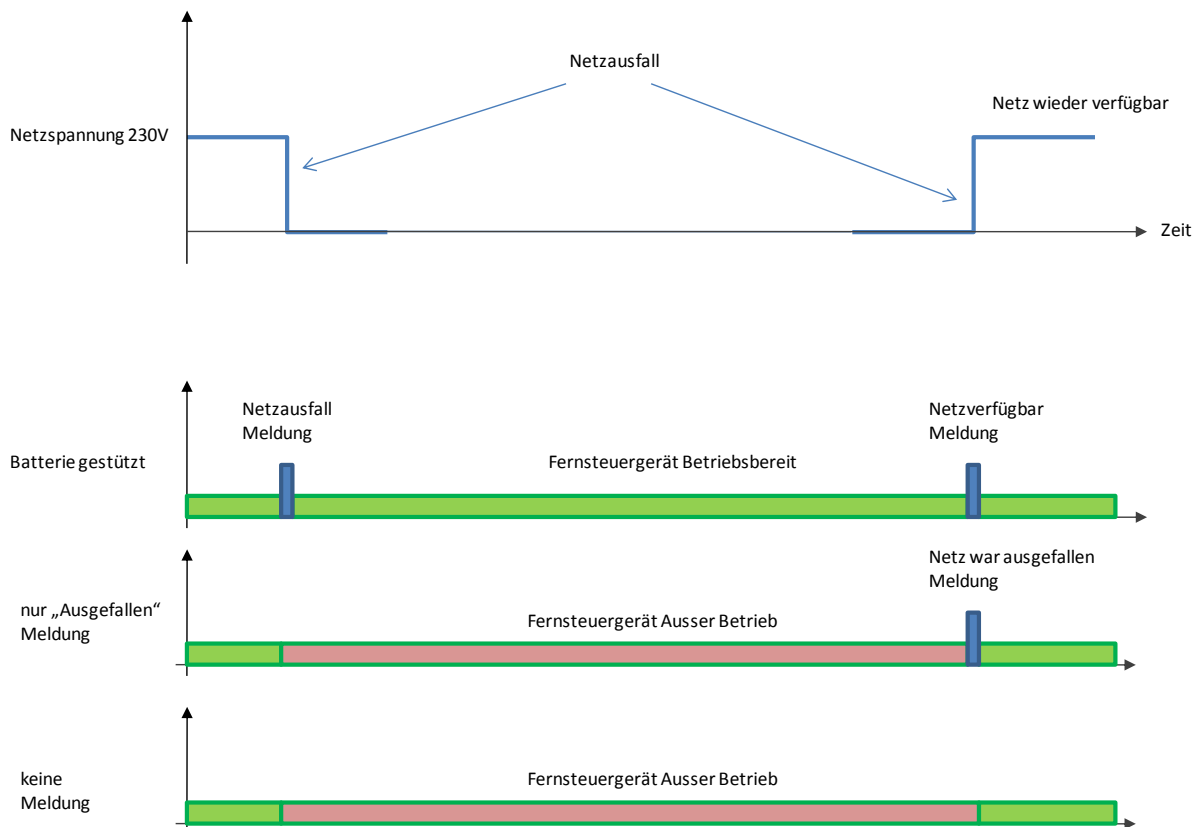 Netzausfall
Netz wieder verfügbar
Netzspannung 230V
Zeit
Netzausfall
Meldung
Netzverfügbar
Meldung
Batterie gestützt
Fernsteuergerät Betriebsbereit
Netz war ausgefallen
Meldung
nur „Ausgefallen“
Meldung
Fernsteuergerät Ausser Betrieb
keine
Meldung
Fernsteuergerät Ausser Betrieb